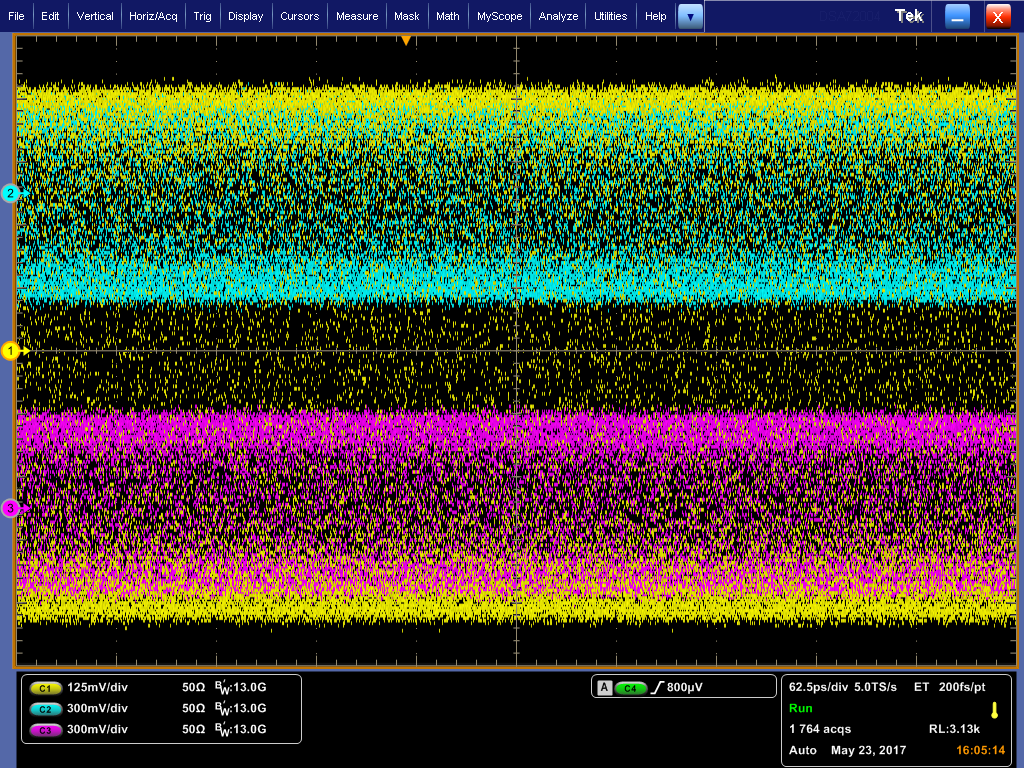 File Edit Vertical Horiz/Acq Trig Display Cursors Measure Mask Math MyScope Analyze Utilities Help Tek X
2
1
3
C1 125mV/div 50Ω BW:13.0G
C2 300mV/div 50Ω BW:13.0G
C3 300mV/div 50Ω BW:13.0G
A C4 800µV
62.5ps/div 5.0TS/s ET 200fs/pt
Run
1 764 acqs RL:3.13k
Auto May 23, 2017 16:05:14